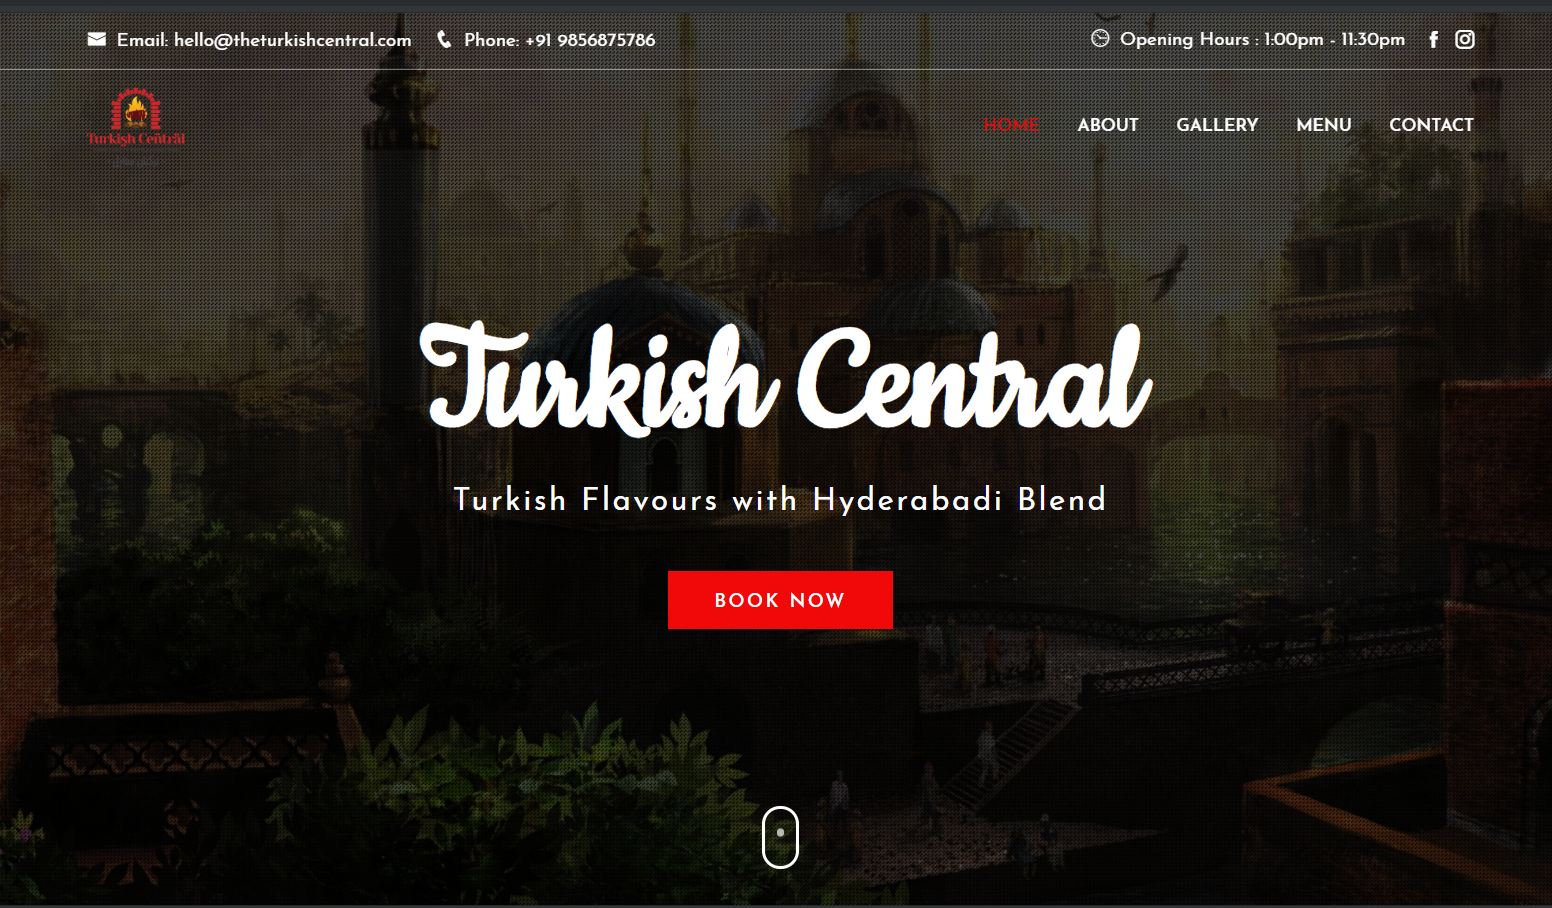 Email: hello@theturkishcentral.com Phone: +91 9856875786 Opening Hours : 1:00pm - 11:30pm
Turkish Central
HOME ABOUT GALLERY MENU CONTACT
Turkish Central
Turkish Flavours with Hyderabadi Blend
BOOK NOW